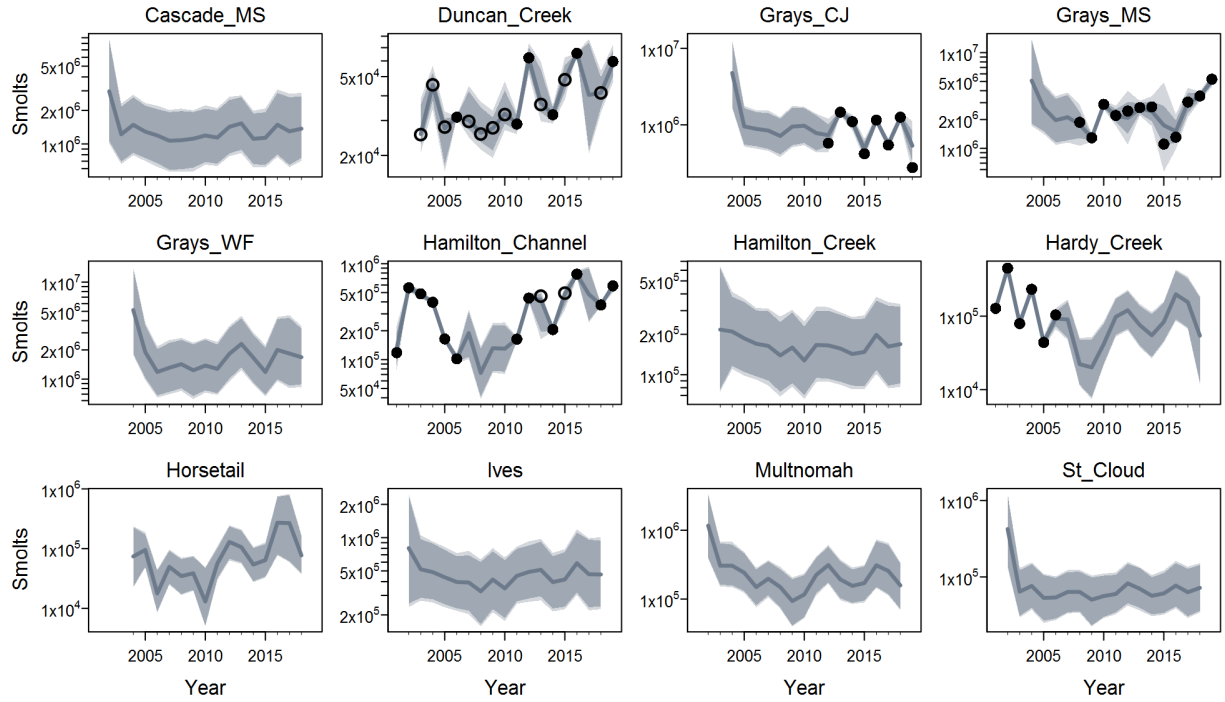 Cascade_MS Duncan_Creek Grays_CJ Grays_MS
Smolts
5x10⁶
2x10⁶
1x10⁶
2005 2010 2015
5x10⁴
2x10⁴
2005 2010 2015
1x10⁷
1x10⁶
2005 2010 2015
1x10⁷
5x10⁶
2x10⁶
1x10⁶
2005 2010 2015
Grays_WF Hamilton_Channel Hamilton_Creek Hardy_Creek
Smolts
1x10⁷
5x10⁶
2x10⁶
1x10⁶
2005 2010 2015
1x10⁶
5x10⁵
2x10⁵
1x10⁵
5x10⁴
2005 2010 2015
5x10⁵
2x10⁵
1x10⁵
2005 2010 2015
1x10⁵
1x10⁴
2005 2010 2015
Horsetail Ives Multnomah St_Cloud
Smolts
1x10⁶
1x10⁵
1x10⁴
2005 2010 2015
2x10⁶
1x10⁶
5x10⁵
2x10⁵
2005 2010 2015
1x10⁶
1x10⁵
2005 2010 2015
1x10⁶
1x10⁵
2005 2010 2015
Year Year Year Year